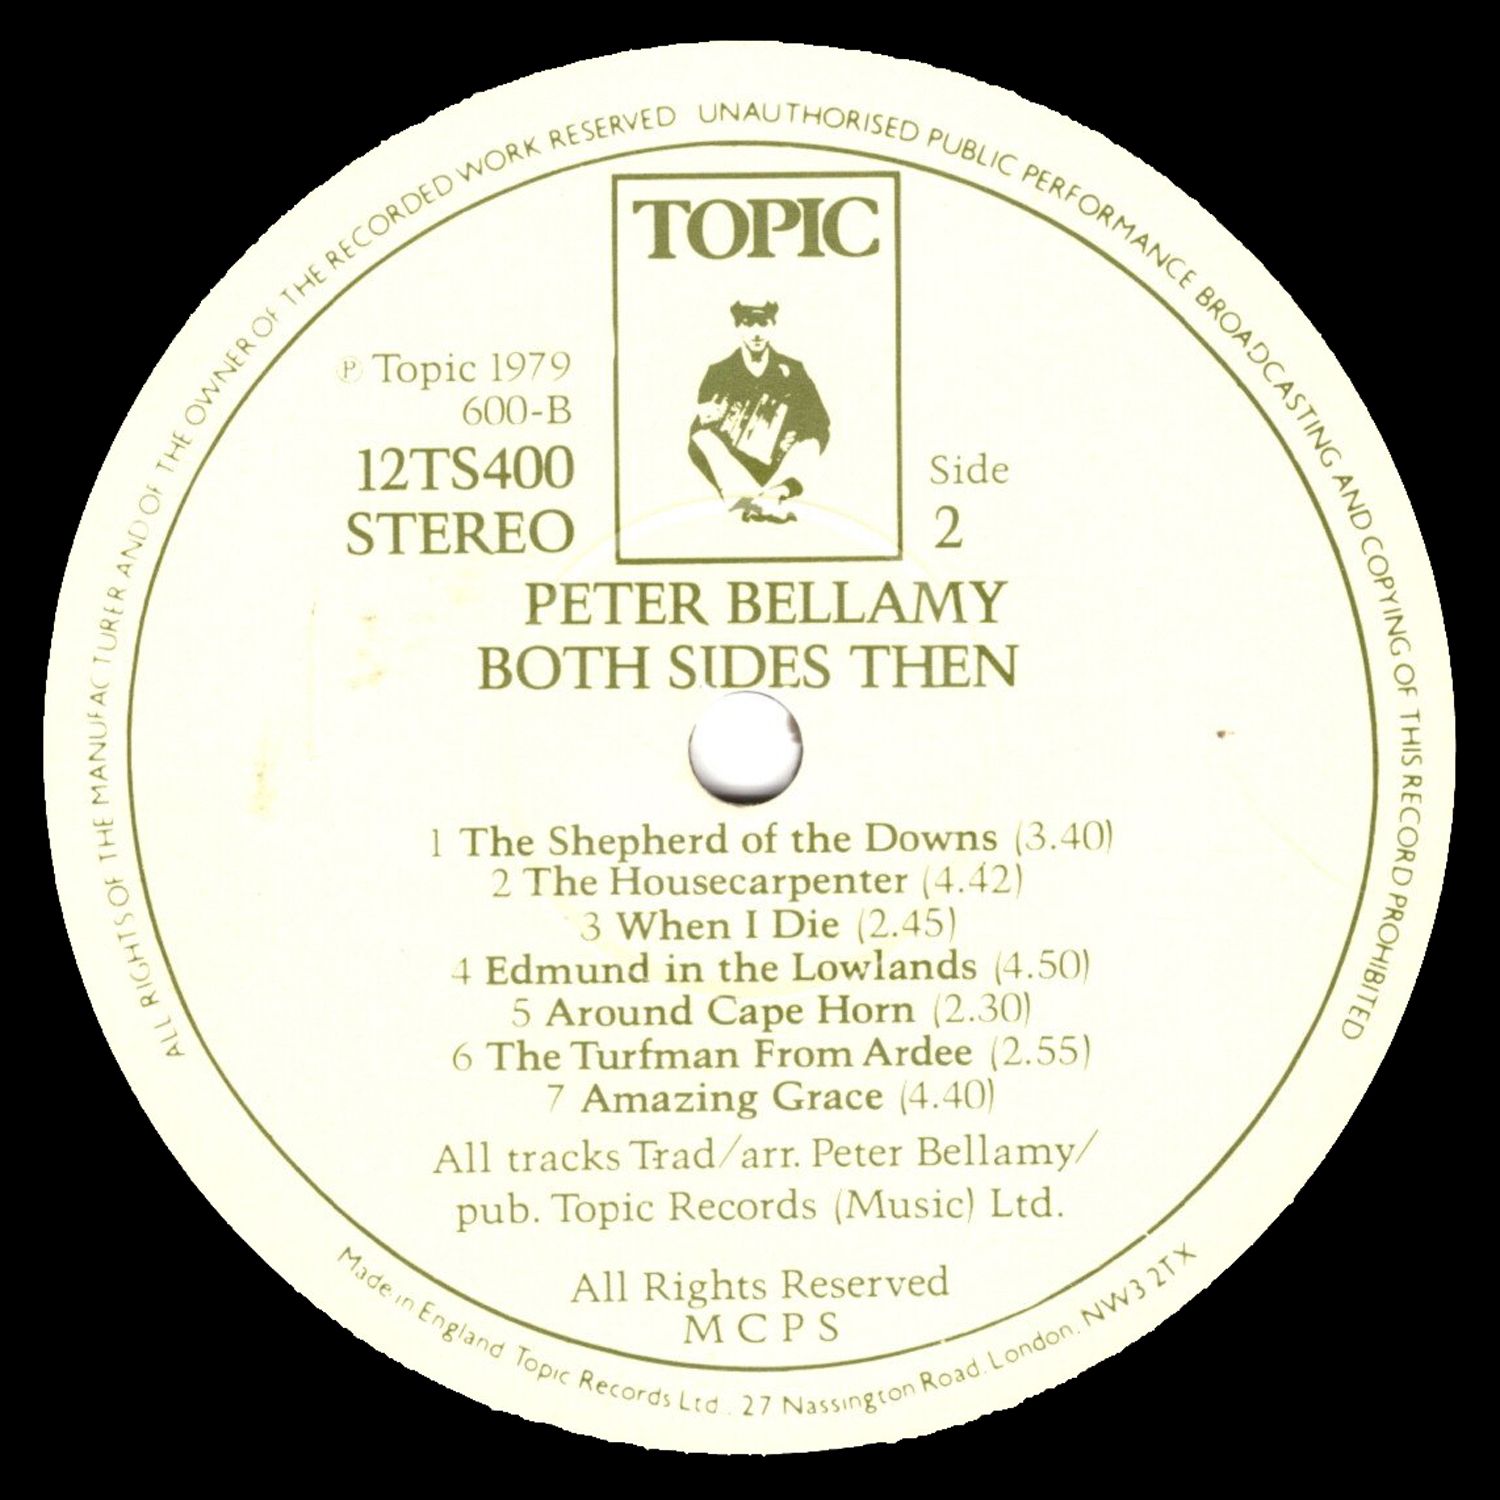 ALL RIGHTS OF THE MANUFACTURER AND OF THE OWNER OF THE RECORDED WORK RESERVED UNAUTHORISED PUBLIC PERFORMANCE BROADCASTING AND COPYING OF THIS RECORD PROHIBITED
TOPIC
℗ Topic 1979
600-B
12TS400
STEREO
Side
2
PETER BELLAMY
BOTH SIDES THEN
1 The Shepherd of the Downs (3.40)
2 The Housecarpenter (4.42)
3 When I Die (2.45)
4 Edmund in the Lowlands (4.50)
5 Around Cape Horn (2.30)
6 The Turfman From Ardee (2.55)
7 Amazing Grace (4.40)
All tracks Trad/arr. Peter Bellamy/
pub. Topic Records (Music) Ltd.
All Rights Reserved
M C P S
Made in England Topic Records Ltd. 27 Nassington Road. London. NW3 2TX